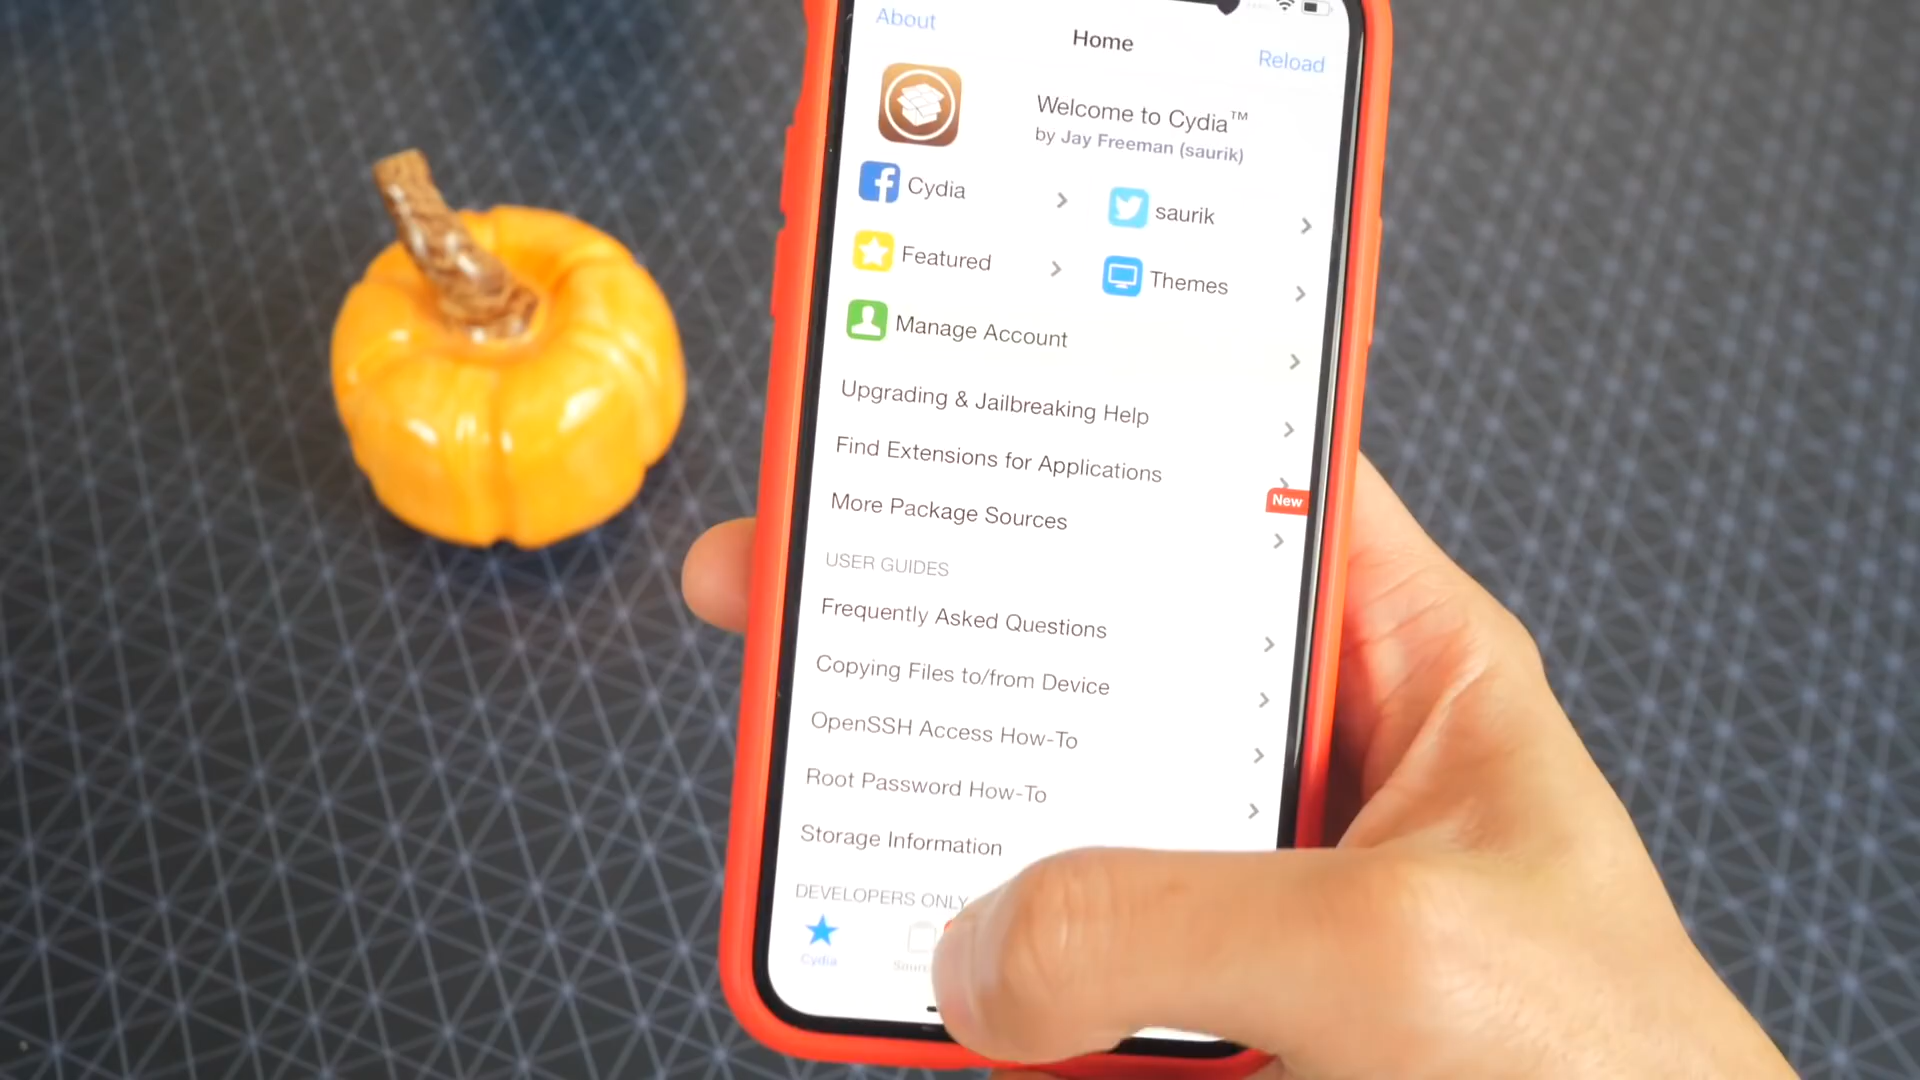 About
Home
Reload
Welcome to Cydia™
by Jay Freeman (saurik)
Cydia
saurik
Featured
Themes
Manage Account
Upgrading & Jailbreaking Help
Find Extensions for Applications
New
More Package Sources
USER GUIDES
Frequently Asked Questions
Copying Files to/from Device
OpenSSH Access How-To
Root Password How-To
Storage Information
DEVELOPERS ONLY
Cydia